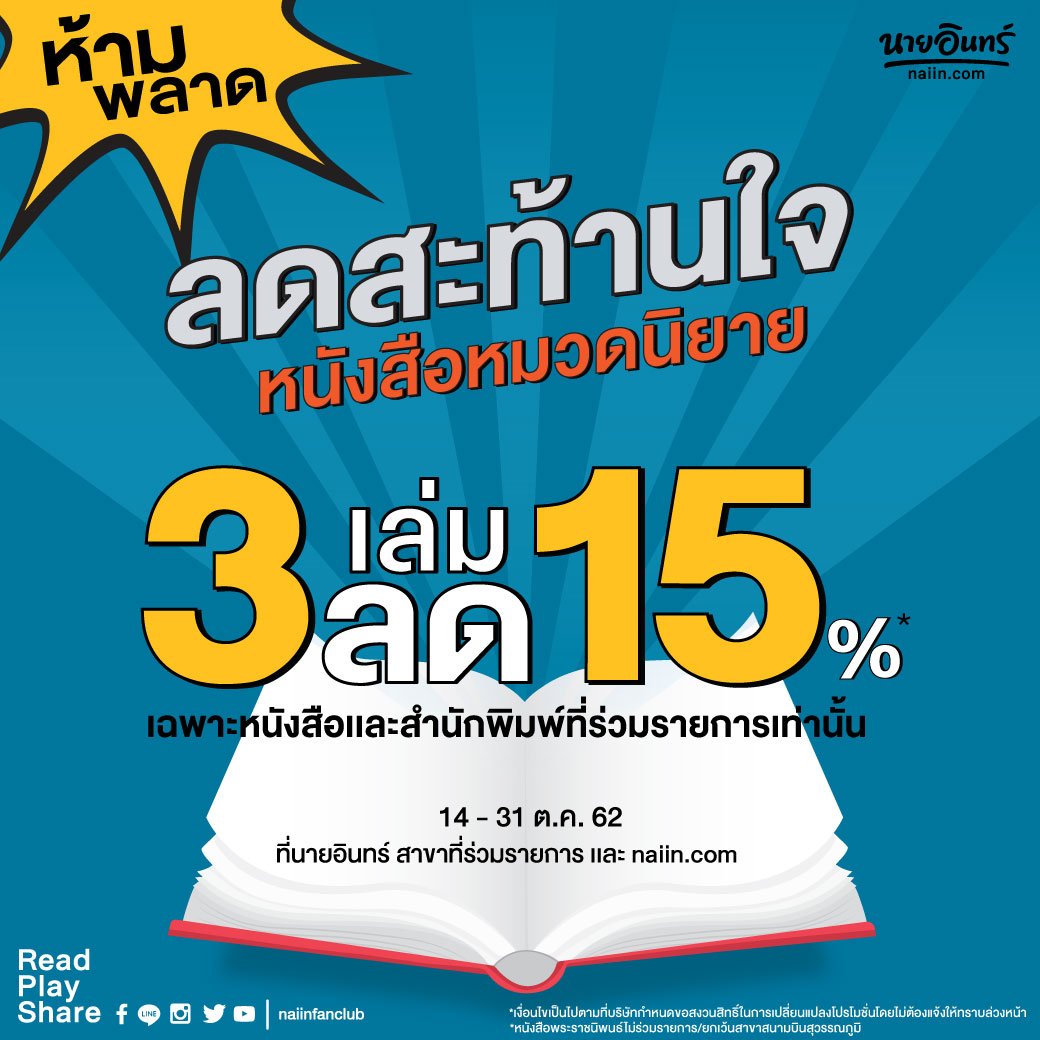 ห้าม
พลาด
นายอินทร์
naiin.com
ลดสะท้านใจ
หนังสือหมวดนิยาย
3 เล่ม ลด 15%*
เฉพาะหนังสือและสำนักพิมพ์ที่ร่วมรายการเท่านั้น
14 - 31 ต.ค. 62
ที่นายอินทร์ สาขาที่ร่วมรายการ และ naiin.com
Read
Play
Share
naiinfanclub
*เงื่อนไขเป็นไปตามที่บริษัทกำหนดขอสงวนสิทธิ์ในการเปลี่ยนแปลงโปรโมชั่นโดยไม่ต้องแจ้งให้ทราบล่วงหน้า
*หนังสือพระราชนิพนธ์ไม่ร่วมรายการ/ยกเว้นสาขาสนามบินสุวรรณภูมิ